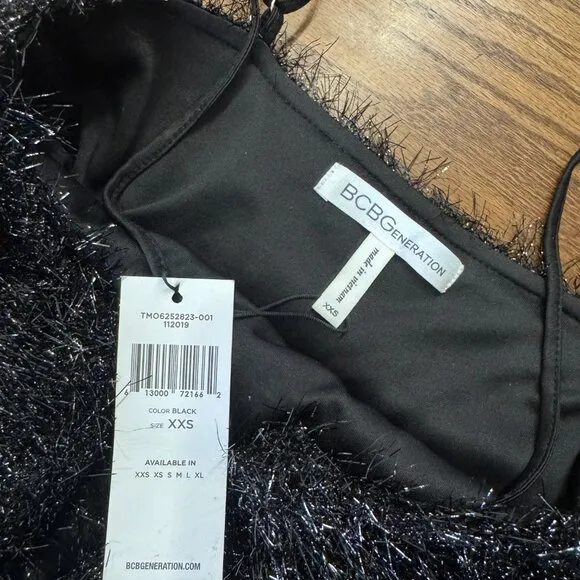 BCBGENERATION
made in vietnam
XXS
TMO6252823-001
112019
6 13000 72166 2
COLOR BLACK
SIZE XXS
AVAILABLE IN
XXS XS S M L XL
BCBGENERATION.COM